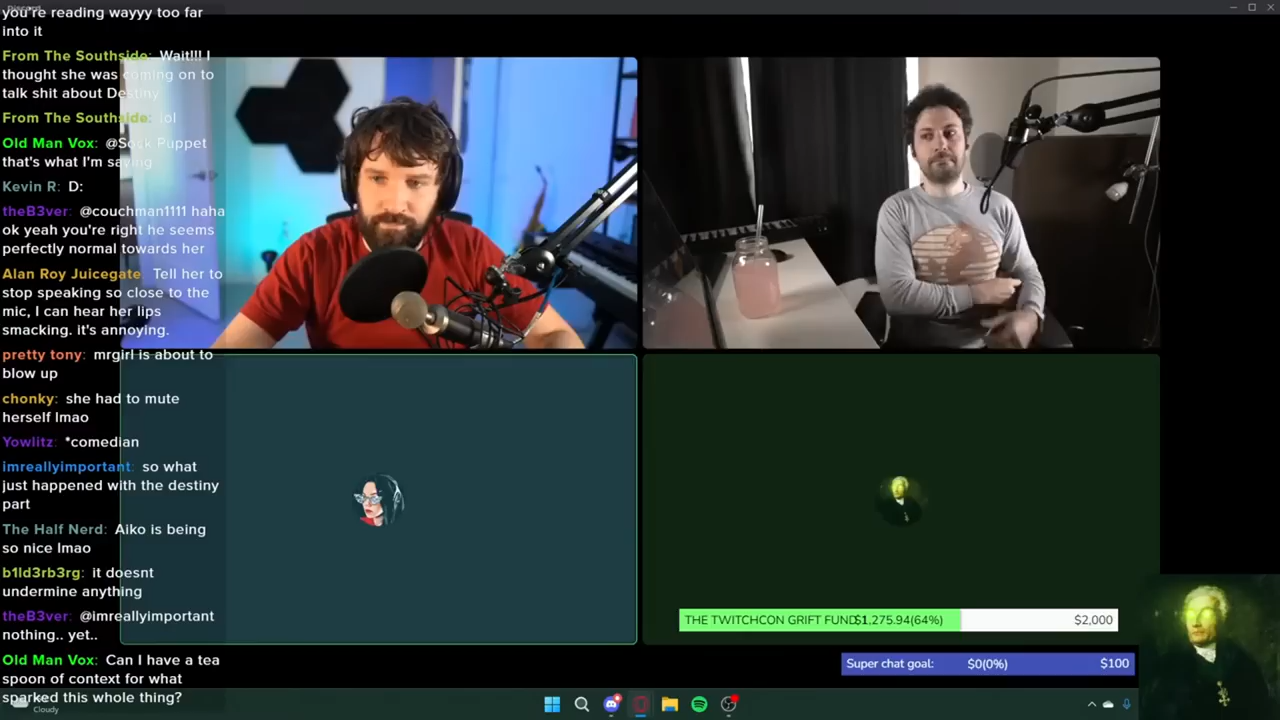 you're reading wayyy too far
into it
From The Southside: Wait!!! I
thought she was coming on to
talk shit about Destiny
From The Southside: lol
Old Man Vox: @Sock Puppet
that's what I'm saying
Kevin R: D:
theB3ver: @couchman1111 haha
ok yeah you're right he seems
perfectly normal towards her
Alan Roy Juicegate: Tell her to
stop speaking so close to the
mic, I can hear her lips
smacking. it's annoying.
pretty tony: mrgirl is about to
blow up
chonky: she had to mute
herself lmao
Yowlitz: *comedian
imreallyimportant: so what
just happened with the destiny
part
The Half Nerd: Aiko is being
so nice lmao
b1ld3rb3rg: it doesnt
undermine anything
theB3ver: @imreallyimportant
nothing.. yet..
Old Man Vox: Can I have a tea
spoon of context for what
sparked this whole thing?
THE TWITCHCON GRIFT FUND $1,275.94(64%) $2,000
Super chat goal: $0(0%) $100
Cloudy